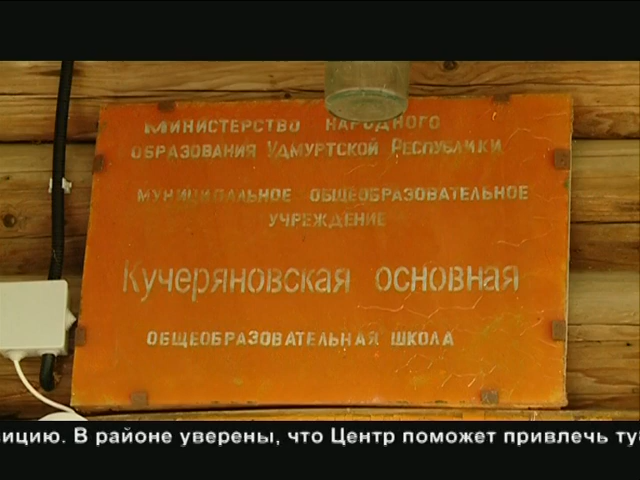 Министерство народного
образования Удмуртской Республики
муниципальное общеобразовательное
учреждение
Кучеряновская основная
общеобразовательная школа
зицию. В районе уверены, что Центр поможет привлечь ту